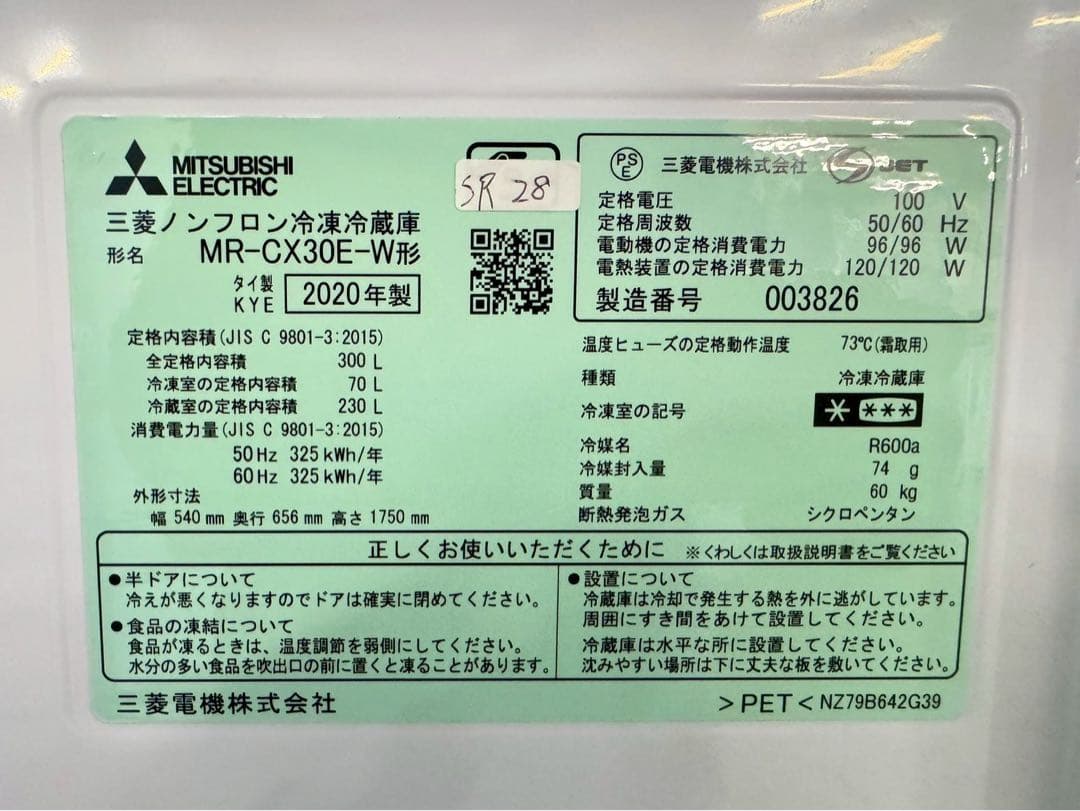 MITSUBISHI
ELECTRIC
SR 28
三菱ノンフロン冷凍冷蔵庫
形名 MR-CX30E-W形
タイ製
KYE
2020年製
PS
E
三菱電機株式会社
JET
定格電圧 100 V
定格周波数 50/60 Hz
電動機の定格消費電力 96/96 W
電熱装置の定格消費電力 120/120 W
製造番号 003826
定格内容積(JIS C 9801-3:2015)
全定格内容積 300 L
冷凍室の定格内容積 70 L
冷蔵室の定格内容積 230 L
消費電力量(JIS C 9801-3:2015)
50Hz 325kWh/年
60Hz 325kWh/年
外形寸法
幅 540mm 奥行 656mm 高さ 1750mm
温度ヒューズの定格動作温度 73℃(霜取用)
種類 冷凍冷蔵庫
冷凍室の記号 * ***
冷媒名 R600a
冷媒封入量 74 g
質量 60 kg
断熱発泡ガス シクロペンタン
正しくお使いいただくために ※くわしくは取扱説明書をご覧ください
●半ドアについて
冷えが悪くなりますのでドアは確実に閉めてください。
●食品の凍結について
食品が凍るときは、温度調節を弱側にしてください。
水分の多い食品を吹出口の前に置くと凍ることがあります。
●設置について
冷蔵庫は冷却で発生する熱を外に逃がしています。
周囲にすき間をあけて設置してください。
冷蔵庫は水平な所に設置してください。
沈みやすい場所は下に丈夫な板を敷いてください。
三菱電機株式会社
>PET< NZ79B642G39